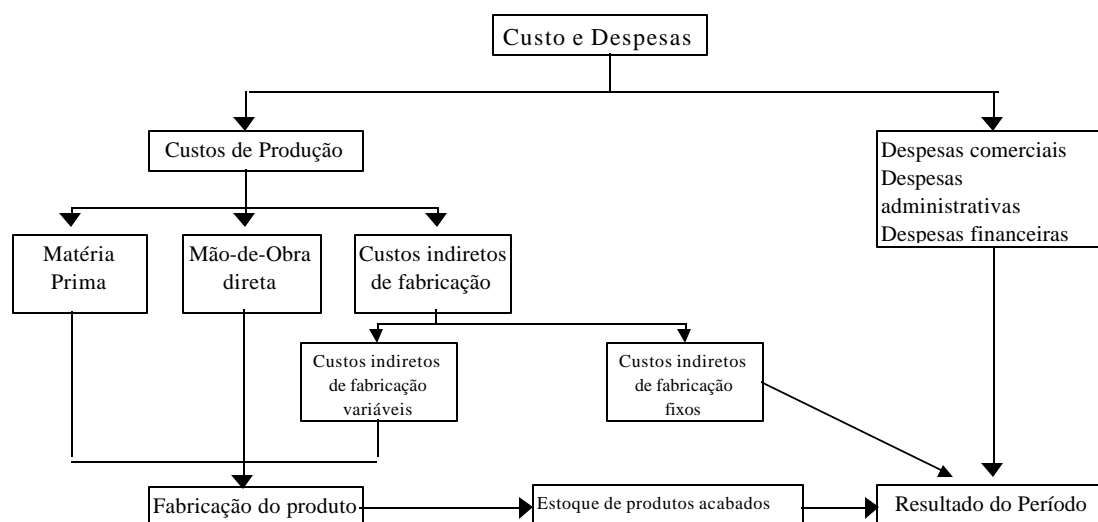 Custo e Despesas
Custos de Produção
Despesas comerciais
Despesas
administrativas
Despesas financeiras
Matéria
Prima
Mão-de-Obra
direta
Custos indiretos
de fabricação
Custos indiretos
de fabricação
variáveis
Custos indiretos
de fabricação
fixos
Fabricação do produto
Estoque de produtos acabados
Resultado do Período